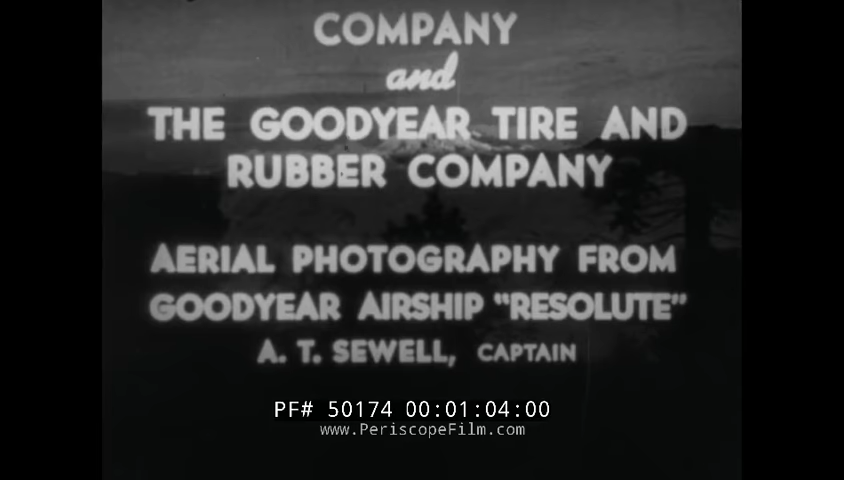 COMPANY
and
THE GOODYEAR TIRE AND
RUBBER COMPANY
AERIAL PHOTOGRAPHY FROM
GOODYEAR AIRSHIP "RESOLUTE"
A. T. SEWELL, CAPTAIN
PF# 50174 00:01:04:00
www.PeriscopeFilm.com